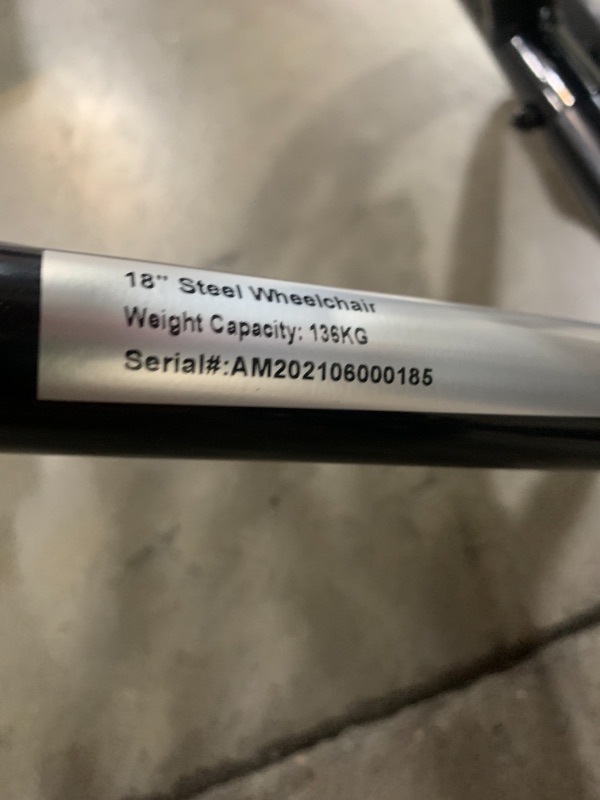 18" Steel Wheelchair
Weight Capacity: 136KG
Serial#:AM202106000185